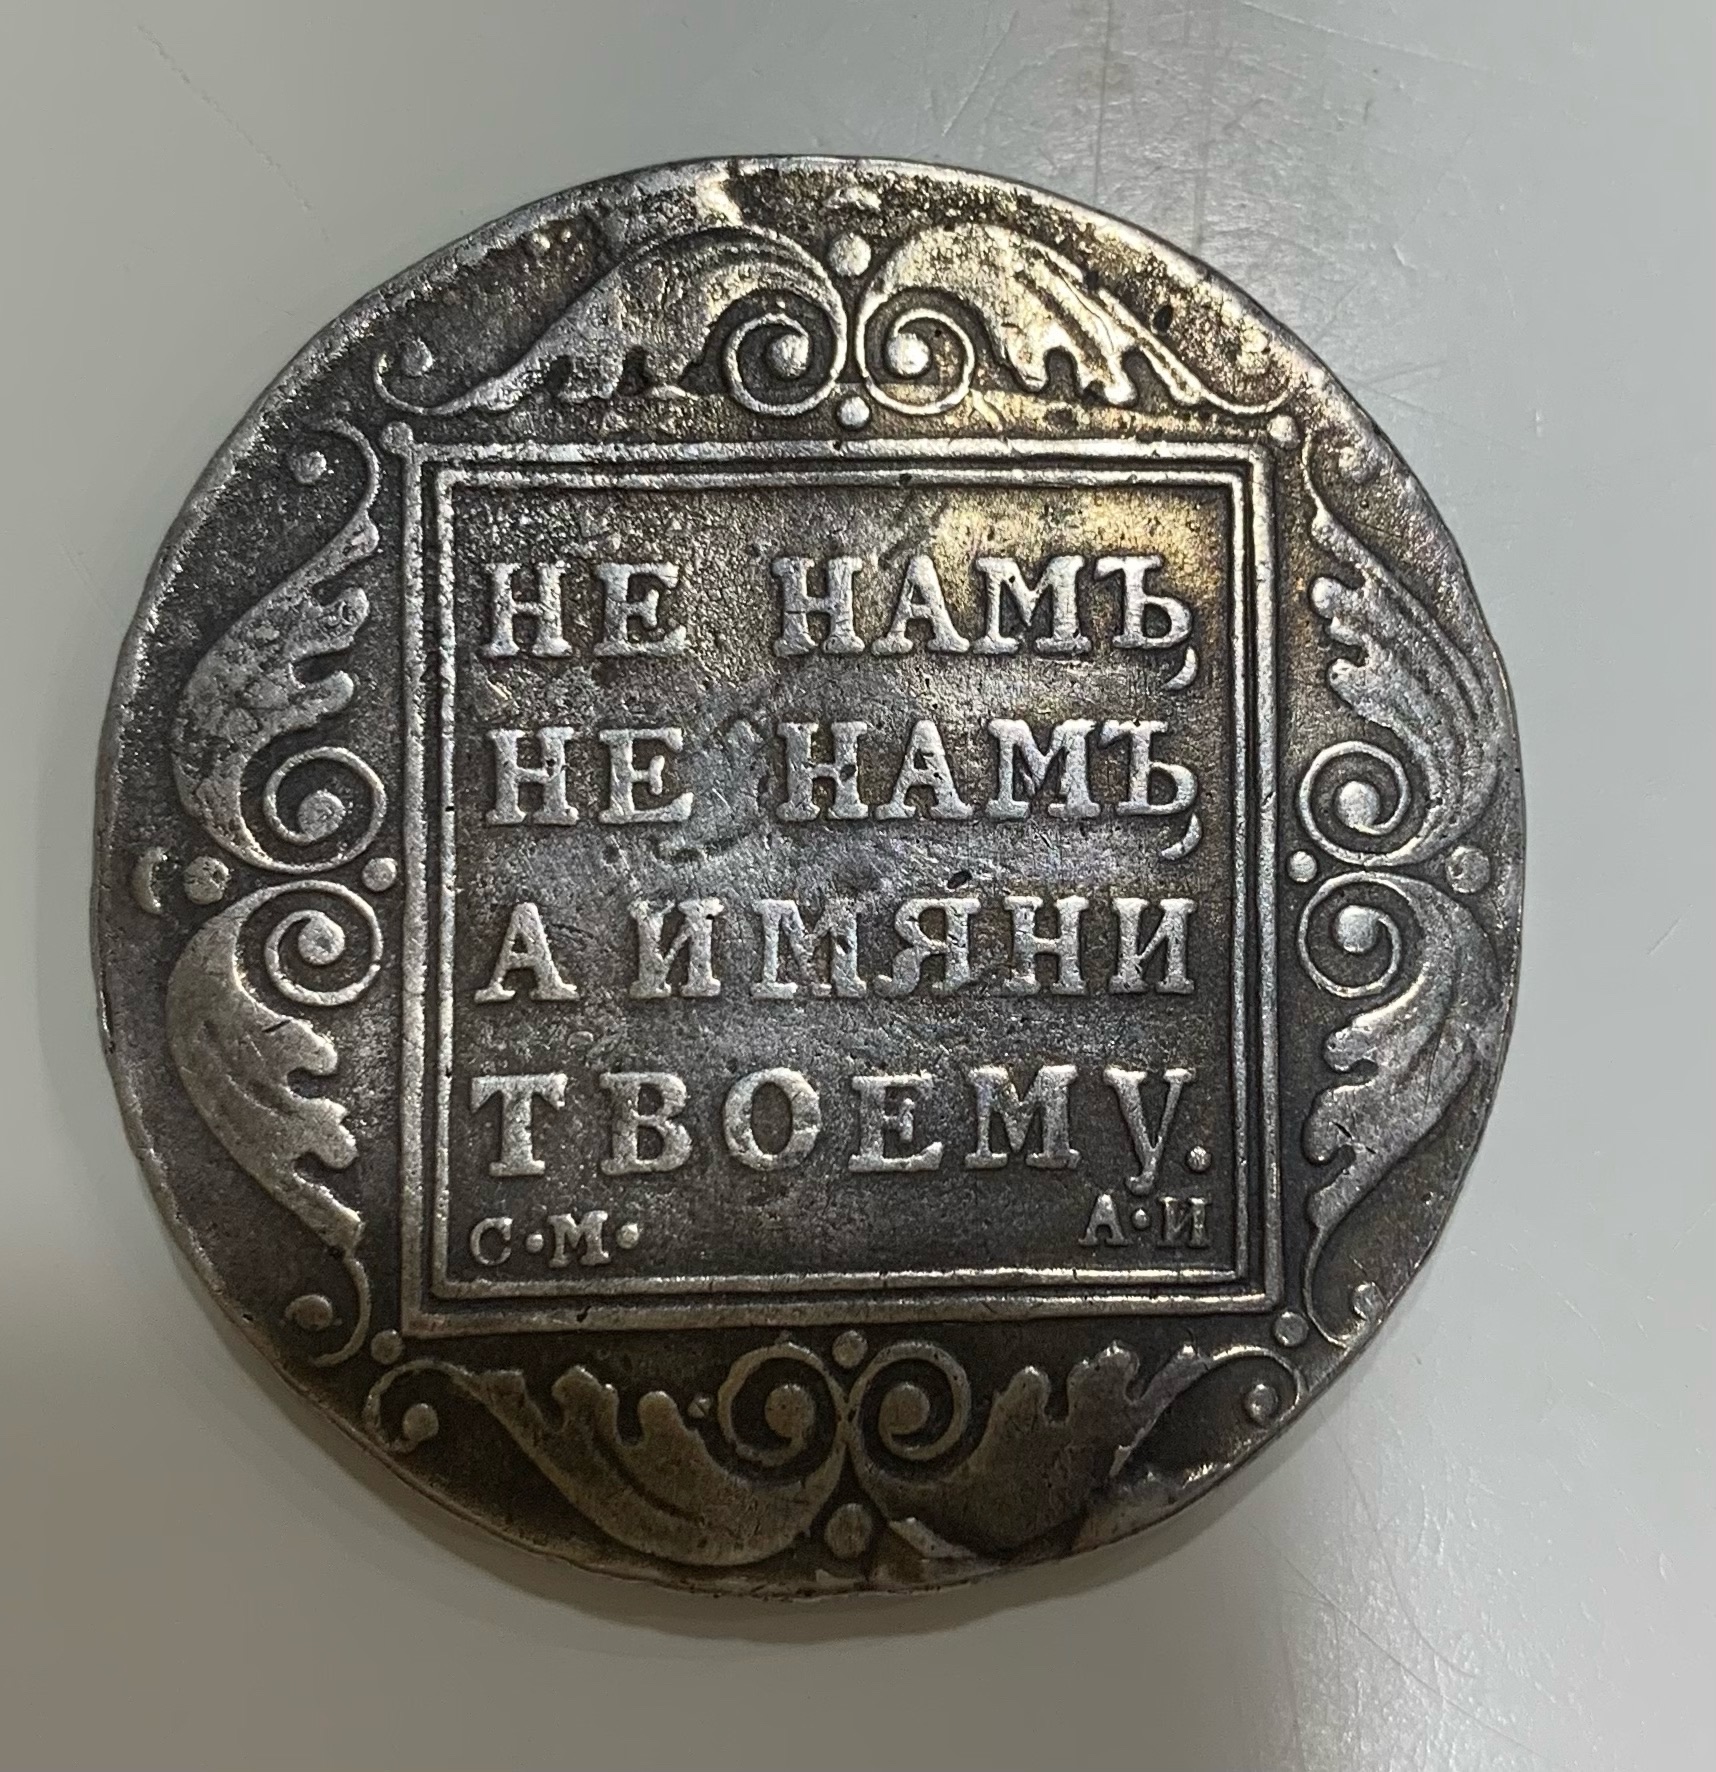 НЕ НАМЪ,
НЕ НАМЪ,
А ИМЯНИ
ТВОЕМУ.
С·М· А·И